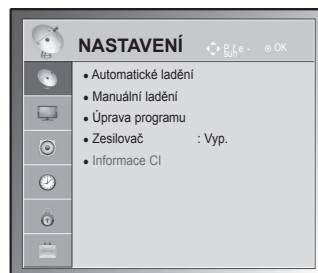 NASTAVENÍ
OK
• Automatické ladění
• Manuální ladění
• Úprava programu
• Zesilovač : Vyp.
• Informace CI